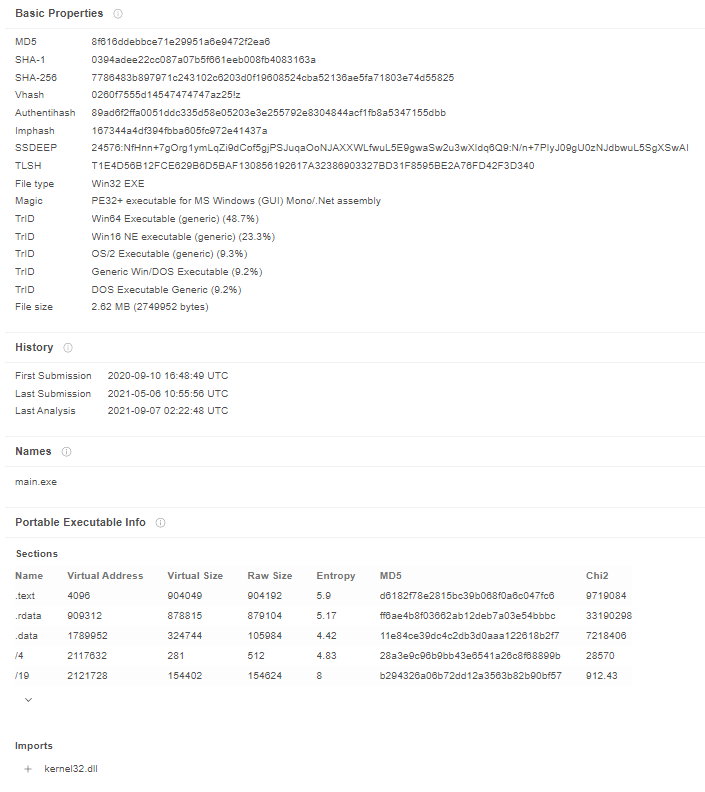 Basic Properties
MD5 8f616ddebbce71e29951a6e9472f2ea6
SHA-1 0394adee22cc087a07b5f661eeb008fb4083163a
SHA-256 7786483b897971c243102c6203d0f19608524cba52136ae5fa71803e74d55825
Vhash 0260f7555d14547474747az25!z
Authentihash 89ad6f2ffa0051ddc335d58e05203e3e255792e8304844acf1fb8a5347155dbb
Imphash 167344a4df394fbba605fc972e41437a
SSDEEP 24576:NfHnn+7gOrg1ymLqZi9dCof5gjPSJuqaOoNJAXXWLfwuL5E9gwaSw2u3wXIdq6Q9:N/n+7PIyJ09gU0zNJdbwuL5SgXSwAI
TLSH T1E4D56B12FCE629B6D5BAF130856192617A32386903327BD31F8595BE2A76FD42F3D340
File type Win32 EXE
Magic PE32+ executable for MS Windows (GUI) Mono/.Net assembly
TrID Win64 Executable (generic) (48.7%)
TrID Win16 NE executable (generic) (23.3%)
TrID OS/2 Executable (generic) (9.3%)
TrID Generic Win/DOS Executable (9.2%)
TrID DOS Executable Generic (9.2%)
File size 2.62 MB (2749952 bytes)
History
First Submission 2020-09-10 16:48:49 UTC
Last Submission 2021-05-06 10:55:56 UTC
Last Analysis 2021-09-07 02:22:48 UTC
Names
main.exe
Portable Executable Info
Sections
Name Virtual Address Virtual Size Raw Size Entropy MD5 Chi2
.text 4096 904049 904192 5.9 d6182f78e2815bc39b068f0a6c047fc6 9719084
.rdata 909312 878815 879104 5.17 ff6ae4b8f03662ab12deb7a03e54bbbc 33190298
.data 1789952 324744 105984 4.42 11e84ce39dc4c2db3d0aaa122618b2f7 7218406
/4 2117632 281 512 4.83 28a3e9c96b9bb43e6541a26c8f68899b 28570
/19 2121728 154402 154624 8 b294326a06b72dd12a3563b82b90bf57 912.43
Imports
+ kernel32.dll